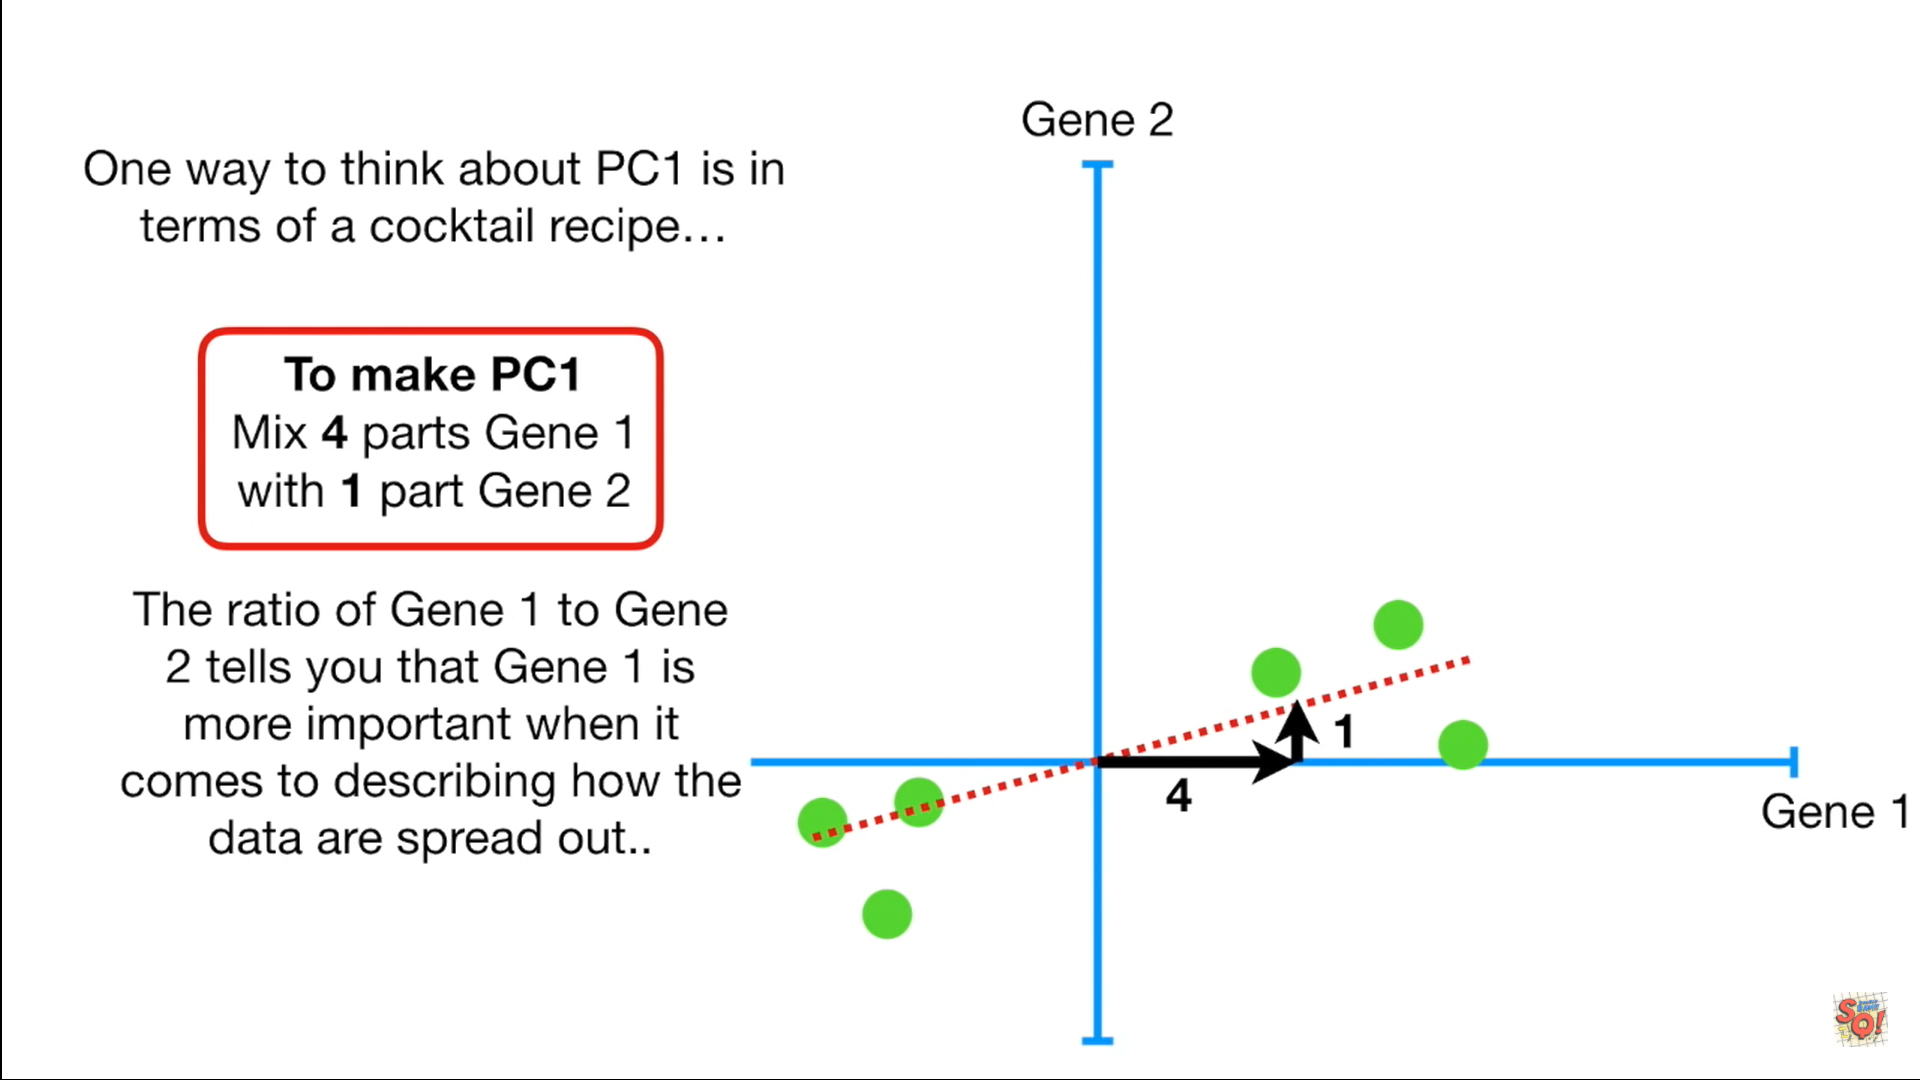 One way to think about PC1 is in
terms of a cocktail recipe…
To make PC1
Mix 4 parts Gene 1
with 1 part Gene 2
The ratio of Gene 1 to Gene
2 tells you that Gene 1 is
more important when it
comes to describing how the
data are spread out..
Gene 2
1
4
Gene 1
SQ!